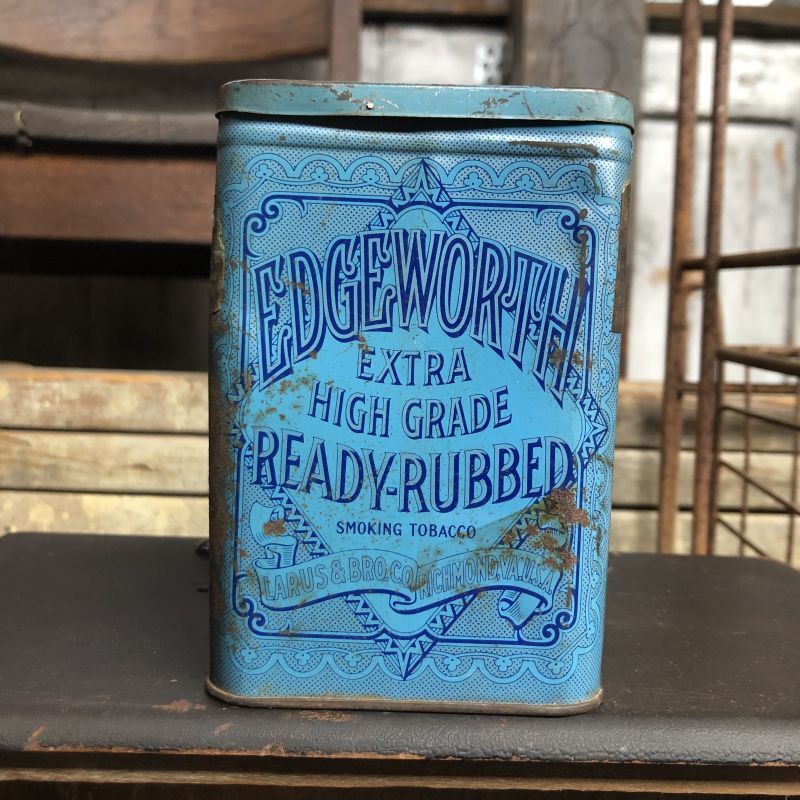 EDGEWORTH
EXTRA
HIGH GRADE
READY-RUBBED
SMOKING TOBACCO
LARUS & BRO. CO. RICHMOND, VA. U.S.A.